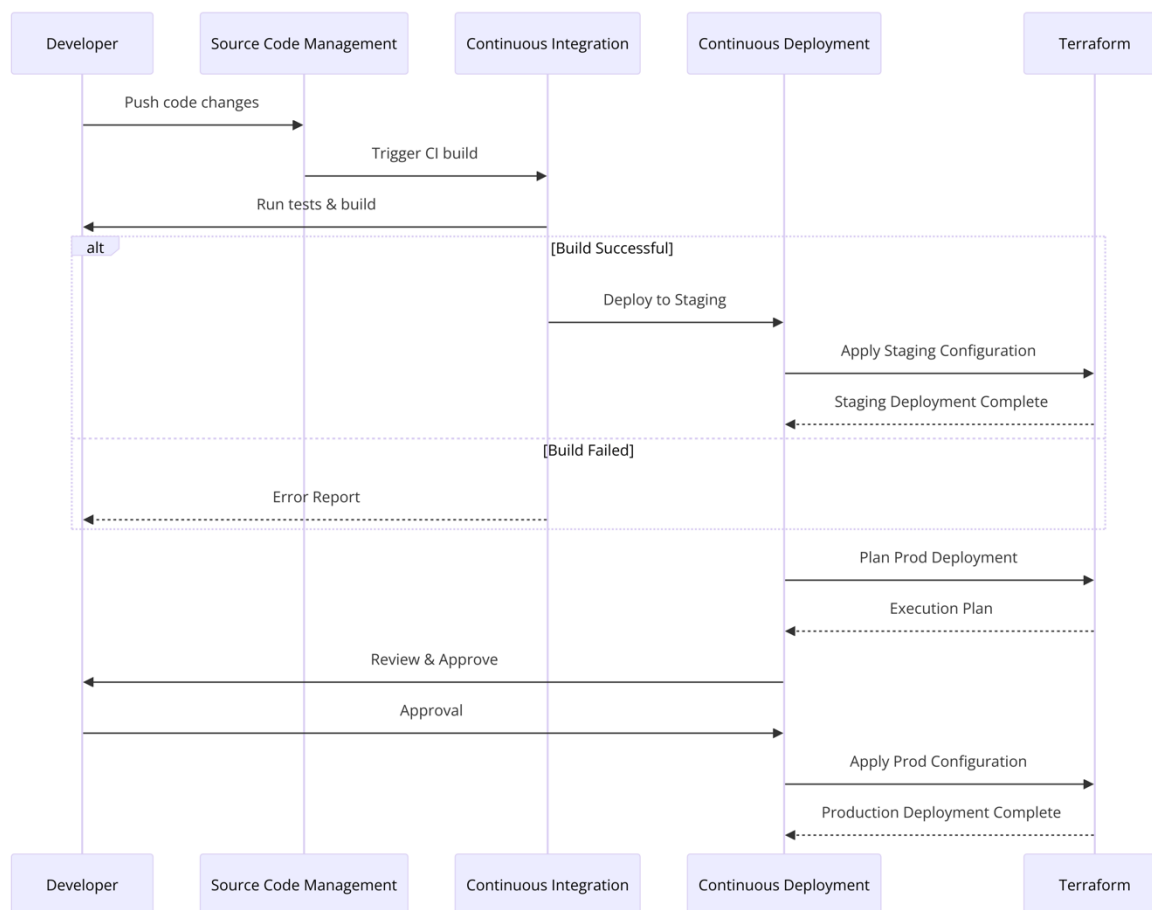 Developer
Source Code Management
Continuous Integration
Continuous Deployment
Terraform
Push code changes
Trigger CI build
Run tests & build
alt
[Build Successful]
Deploy to Staging
Apply Staging Configuration
Staging Deployment Complete
[Build Failed]
Error Report
Plan Prod Deployment
Execution Plan
Review & Approve
Approval
Apply Prod Configuration
Production Deployment Complete
Developer
Source Code Management
Continuous Integration
Continuous Deployment
Terraform